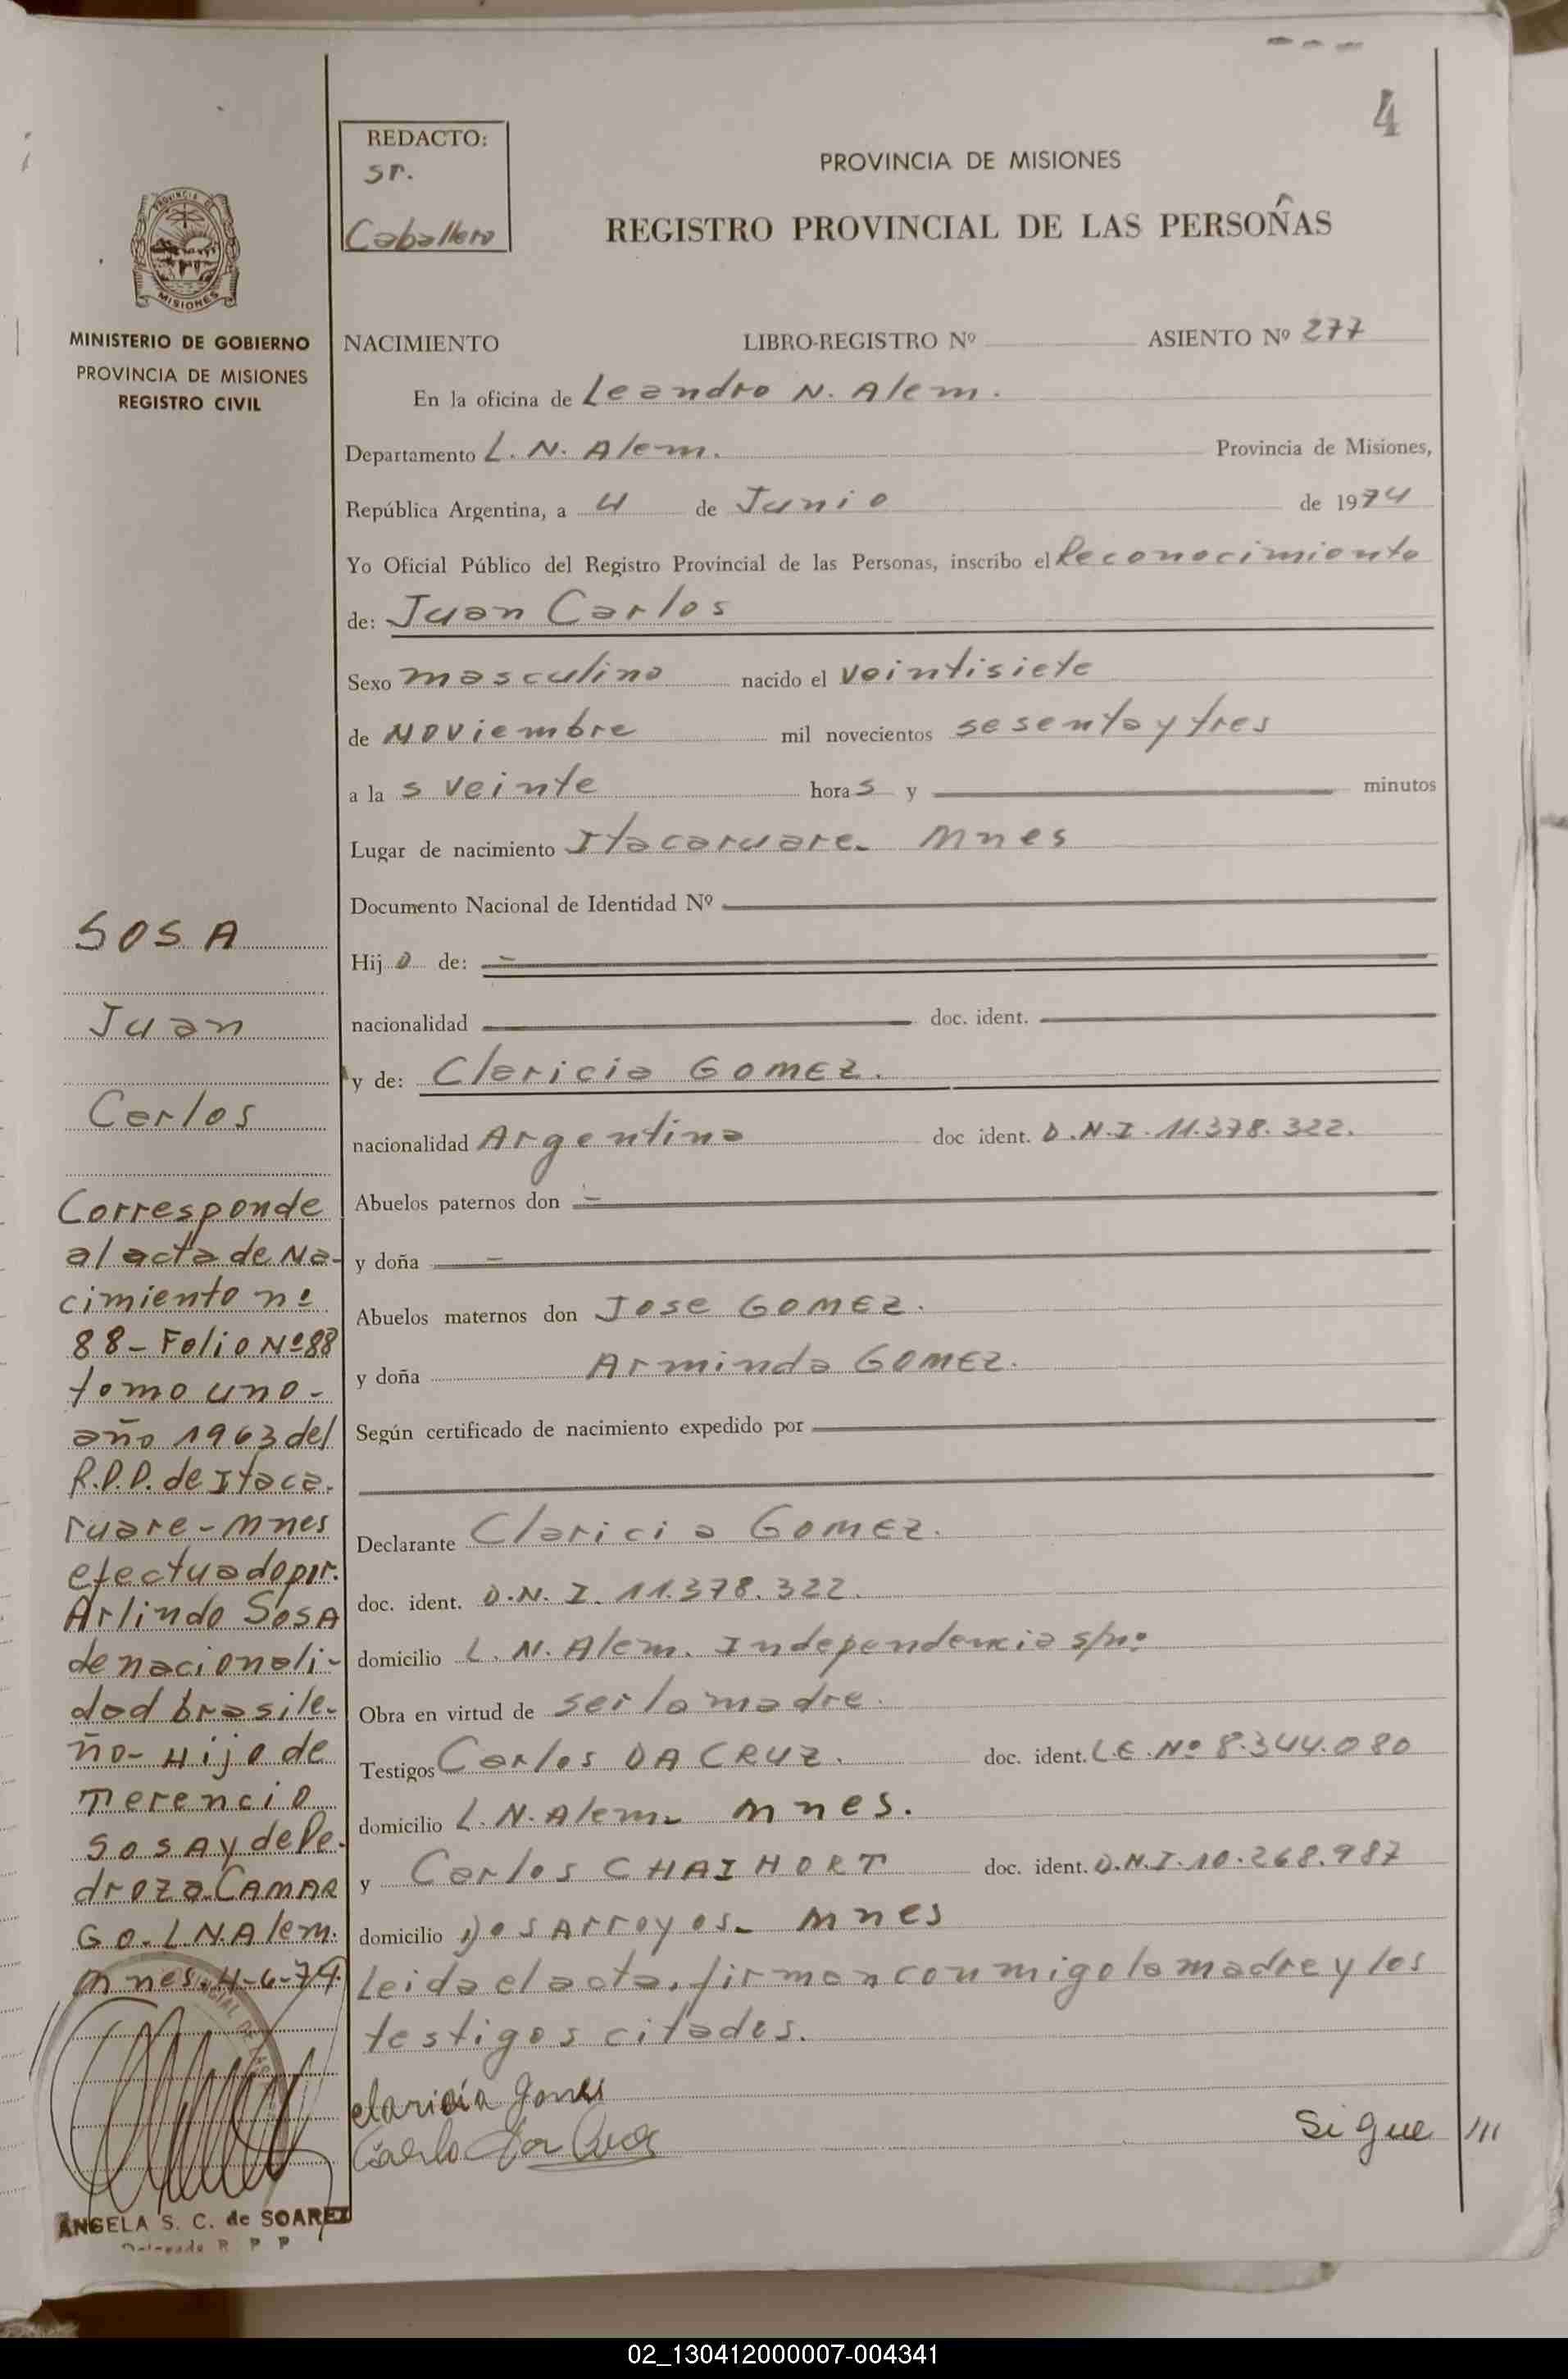 4
REDACTO:
Sr.
Caballero
PROVINCIA DE MISIONES
REGISTRO PROVINCIAL DE LAS PERSOÑAS
PROVINCIA DE
MISIONES
MINISTERIO DE GOBIERNO
PROVINCIA DE MISIONES
REGISTRO CIVIL
NACIMIENTO LIBRO-REGISTRO Nº ASIENTO Nº 277
En la oficina de Leandro N. Alem.
Departamento L. N. Alem. Provincia de Misiones,
República Argentina, a 4 de Junio de 1974
Yo Oficial Público del Registro Provincial de las Personas, inscribo el Reconocimiento
de: Juan Carlos
Sexo masculino nacido el veintisiete
de Noviembre mil novecientos sesenta y tres
a la s veinte hora s y minutos
Lugar de nacimiento Itacaruare. Mnes
Documento Nacional de Identidad Nº
Hij o de: -
nacionalidad doc. ident.
y de: Claricia GOMEZ.
nacionalidad Argentina doc ident. D.N.I. 11.378.322.
Abuelos paternos don -
y doña -
Abuelos maternos don Jose GOMEZ.
y doña Arminda GOMEZ.
Según certificado de nacimiento expedido por
Declarante Claricia GOMEZ.
doc. ident. D.N.I. 11.378.322.
domicilio L. N. Alem. Independencia s/nº
Obra en virtud de ser la madre.
Testigos Carlos DA CRUZ. doc. ident. L.E. Nº 8.344.080
domicilio L. N. Alem. Mnes.
y Carlos CHAIHORT doc. ident. D.N.I. 10.268.987
domicilio Dos Arroyos. Mnes
Leida el acta, firman conmigo la madre y los
testigos citados.
claricia Gomes
Carlo Da Cruz
Sigue ///
SOSA
Juan
Carlos
Corresponde
al acta de Na-
cimiento nº
88 - Folio Nº 88
tomo uno -
año 1963 del
R.P.P. de Itaca.
ruare - Mnes
efectuado por.
Arlindo SOSA
de nacionali-
dad brasile-
ño - Hijo de
Terencio
SOSA y de Pe-
droza CAMAR
GO - L.N. Alem.
Mnes. 4-6-74.
ANGELA S. C. de SOAREZ
Delegada R P P
02_130412000007-004341